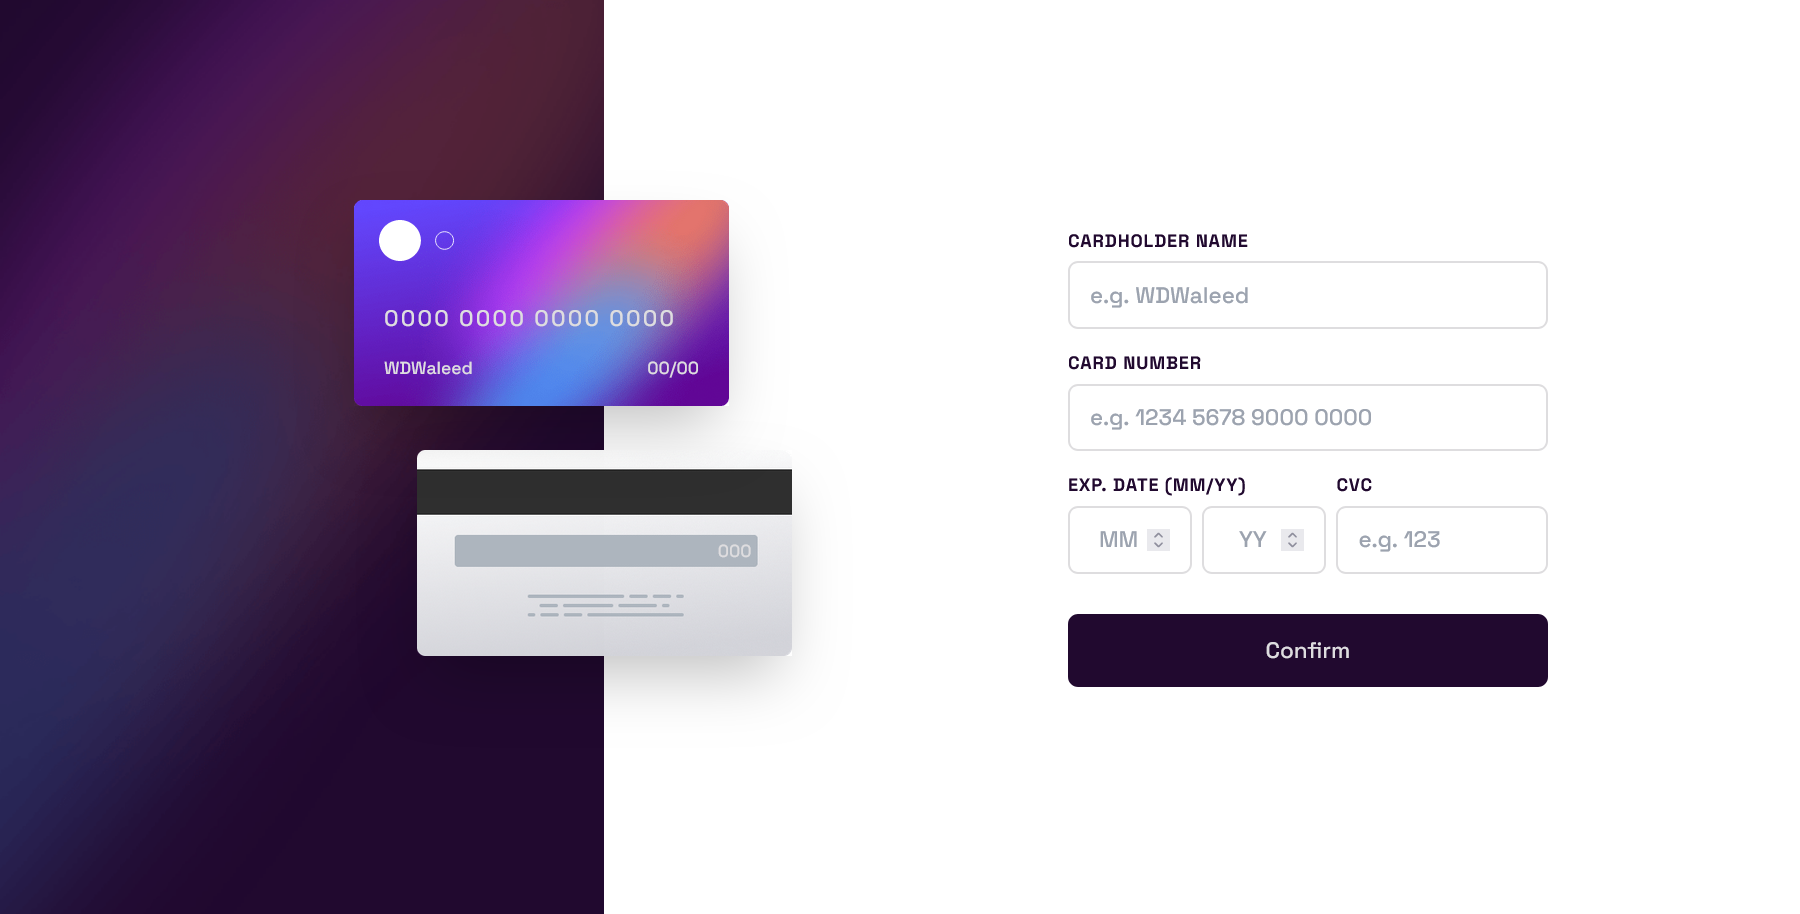 0000 0000 0000 0000
WDWaleed 00/00
000
CARDHOLDER NAME
e.g. WDWaleed
CARD NUMBER
e.g. 1234 5678 9000 0000
EXP. DATE (MM/YY) CVC
MM YY e.g. 123
Confirm